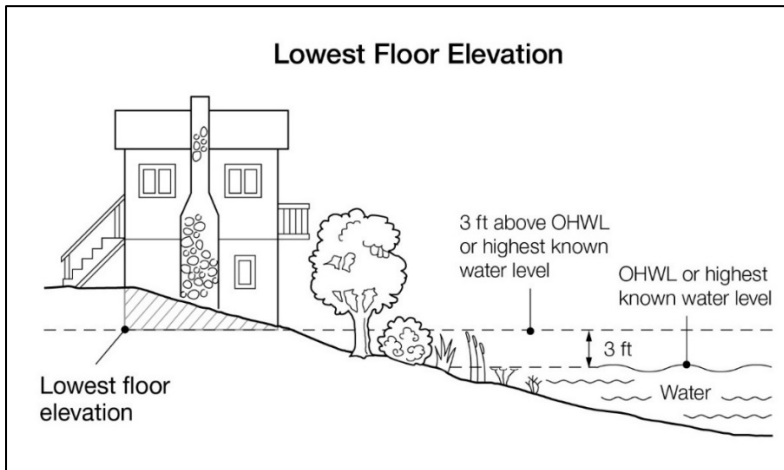 Lowest Floor Elevation
3 ft above OHWL
or highest known
water level
OHWL or highest
known water level
3 ft
Water
Lowest floor
elevation